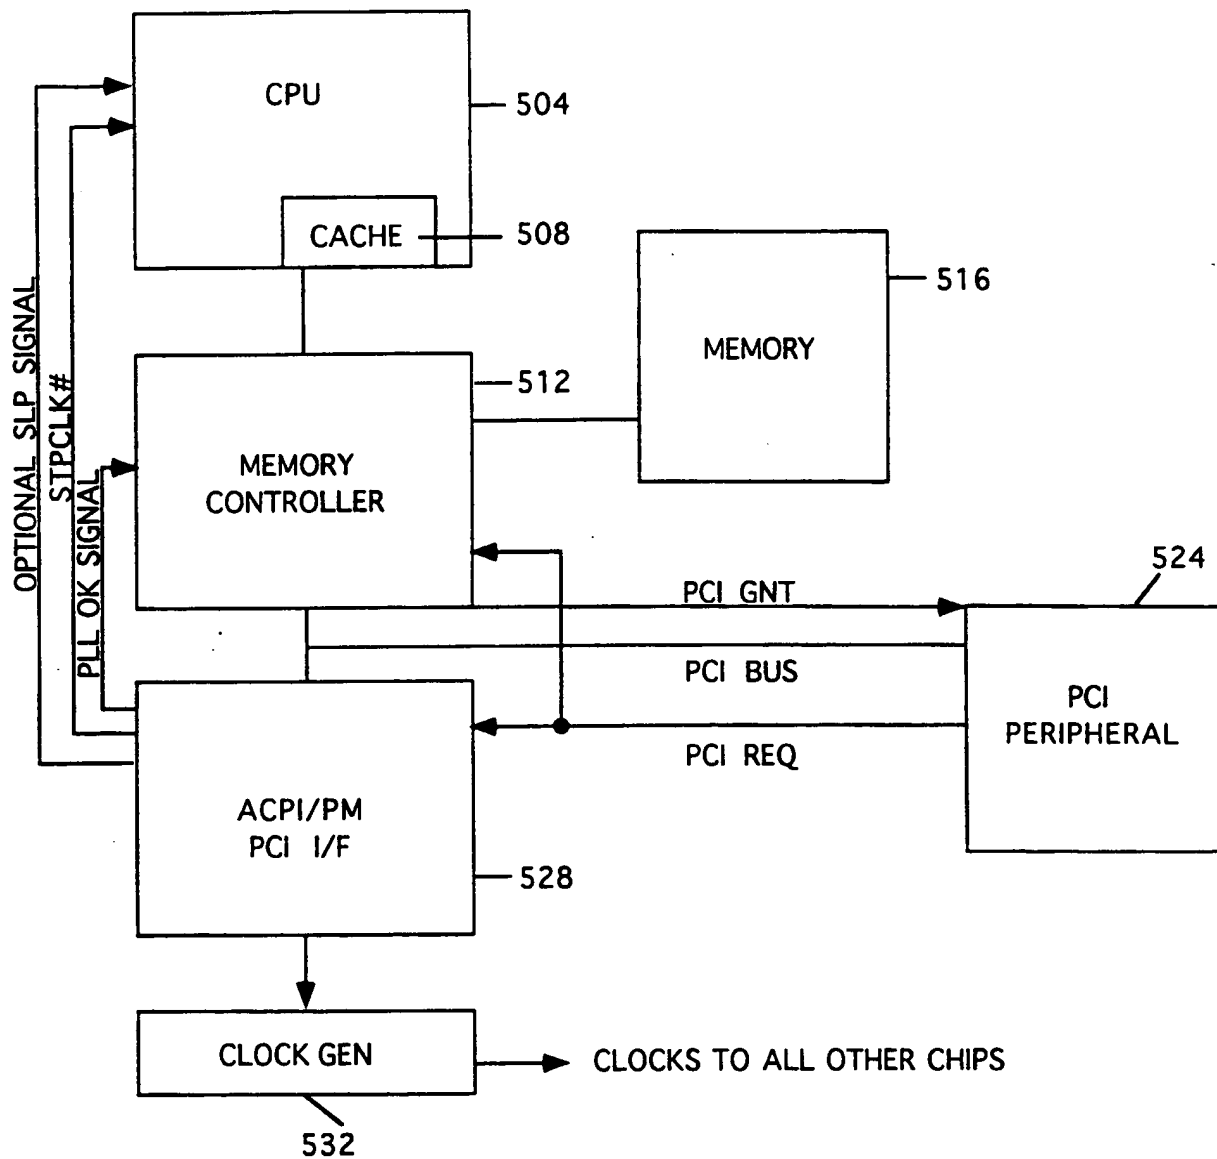 CPU
504
CACHE
508
516
MEMORY
512
MEMORY
CONTROLLER
OPTIONAL SLP SIGNAL
STPCLK#
PLL OK SIGNAL
524
PCI GNT
PCI BUS
PCI REQ
PCI
PERIPHERAL
ACPI/PM
PCI I/F
528
CLOCK GEN
CLOCKS TO ALL OTHER CHIPS
532